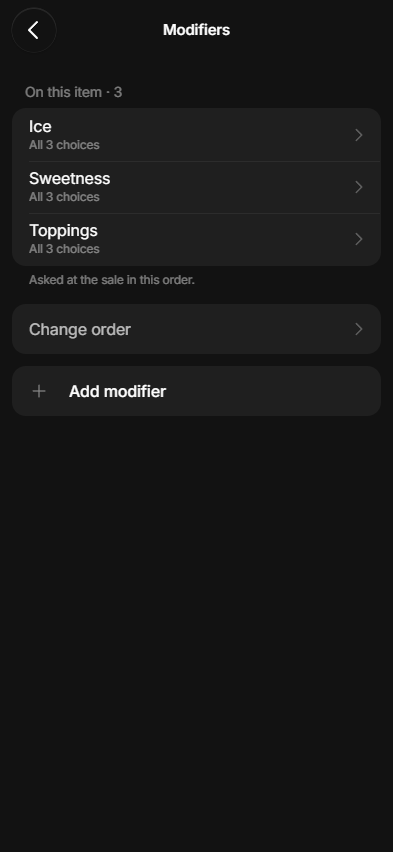 Modifiers
On this item · 3
Ice
All 3 choices
Sweetness
All 3 choices
Toppings
All 3 choices
Asked at the sale in this order.
Change order
Add modifier